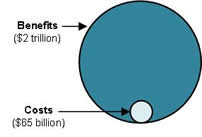 Benefits
($2 trillion)
Costs
($65 billion)